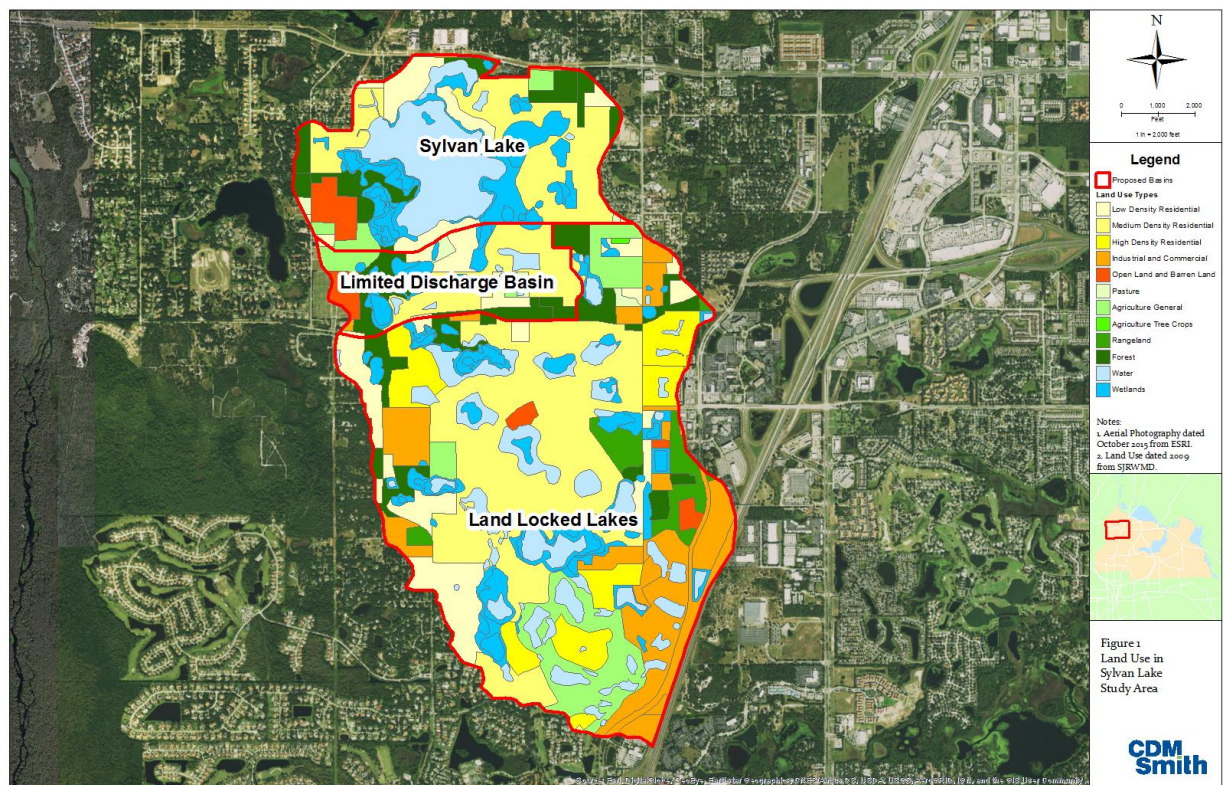 Sylvan Lake
Limited Discharge Basin
Land Locked Lakes
N
0 1,000 2,000
Feet
1 in = 2,000 feet
Legend
Proposed Basins
Land Use Types
Low Density Residential
Medium Density Residential
High Density Residential
Industrial and Commercial
Open Land and Barren Land
Pasture
Agriculture General
Agriculture Tree Crops
Rangeland
Forest
Water
Wetlands
Notes:
1. Aerial Photography dated
October 2015 from ESRI.
2. Land Use dated 2009
from SJRWMD.
Figure 1
Land Use in
Sylvan Lake
Study Area
CDM
Smith